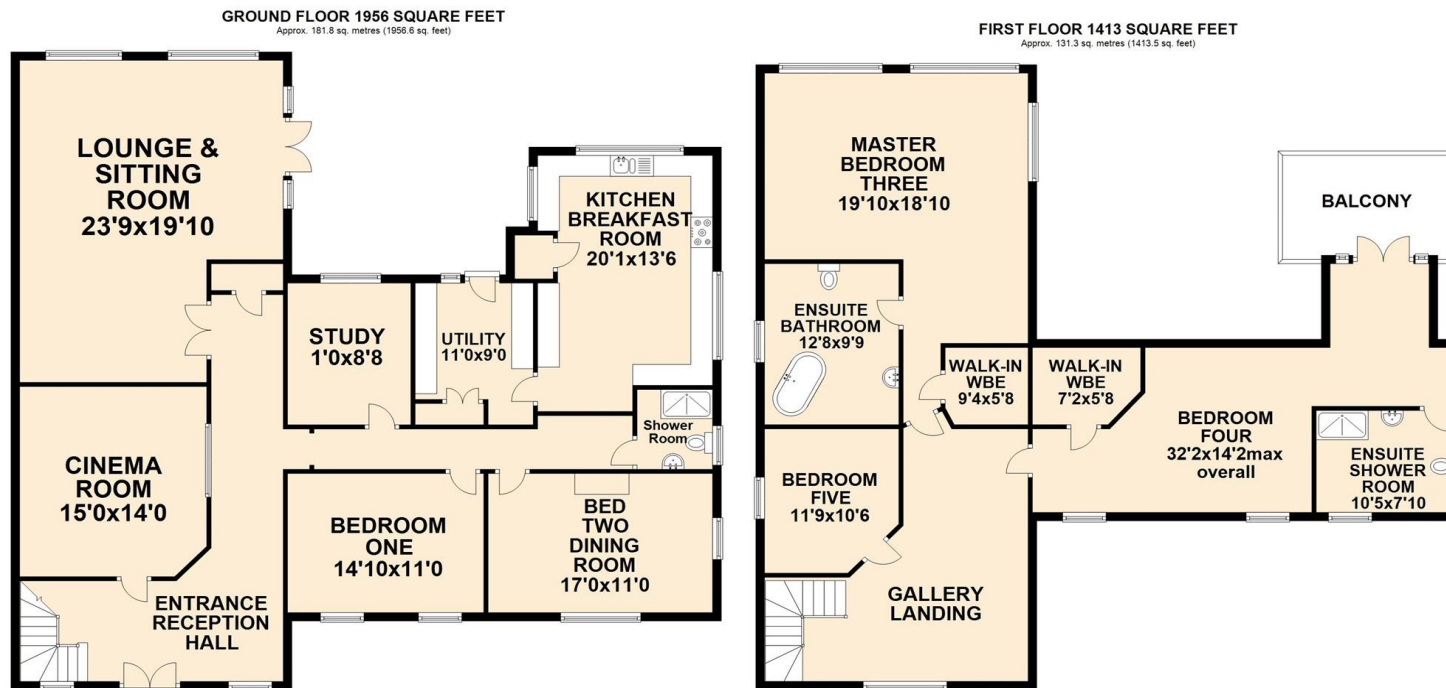 GROUND FLOOR 1956 SQUARE FEET
Approx. 181.8 sq. metres (1956.6 sq. feet)
LOUNGE &
SITTING
ROOM
23'9x19'10
KITCHEN
BREAKFAST
ROOM
20'1x13'6
STUDY
1'0x8'8
UTILITY
11'0x9'0
Shower
Room
CINEMA
ROOM
15'0x14'0
BEDROOM
ONE
14'10x11'0
BED
TWO
DINING
ROOM
17'0x11'0
ENTRANCE
RECEPTION
HALL
FIRST FLOOR 1413 SQUARE FEET
Approx. 131.3 sq. metres (1413.5 sq. feet)
MASTER
BEDROOM
THREE
19'10x18'10
BALCONY
ENSUITE
BATHROOM
12'8x9'9
WALK-IN
WBE
9'4x5'8
WALK-IN
WBE
7'2x5'8
BEDROOM
FOUR
32'2x14'2max
overall
ENSUITE
SHOWER
ROOM
10'5x7'10
BEDROOM
FIVE
11'9x10'6
GALLERY
LANDING